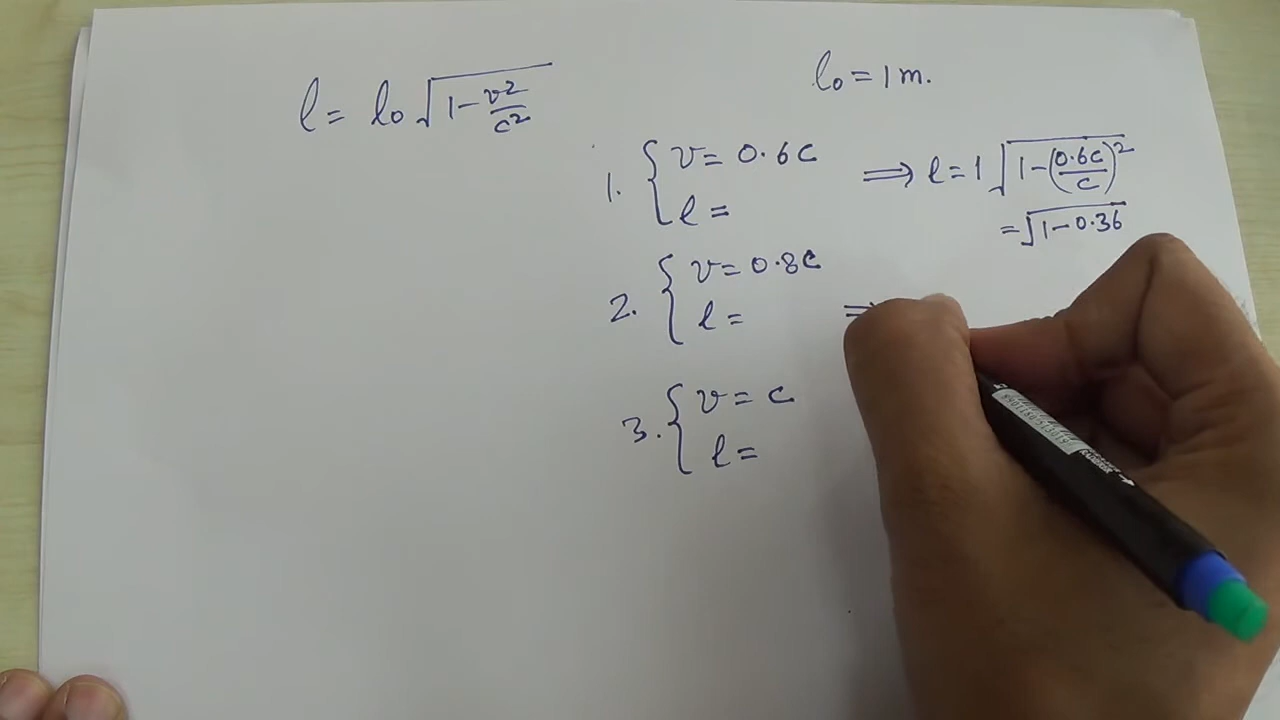 l = l₀ √(1 - v²/c²)
l₀ = 1 m.
1. { v = 0.6c
l =
⟹ l = 1 √(1 - (0.6c/c)²)
= √(1 - 0.36)
2. { v = 0.8c
l = ⇒
3. { v = c
l =